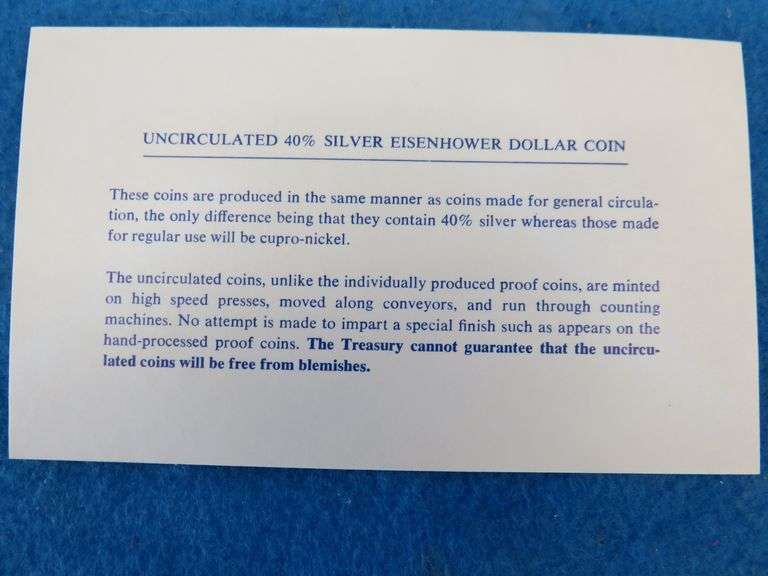 UNCIRCULATED 40% SILVER EISENHOWER DOLLAR COIN
These coins are produced in the same manner as coins made for general circula-
tion, the only difference being that they contain 40% silver whereas those made
for regular use will be cupro-nickel.
The uncirculated coins, unlike the individually produced proof coins, are minted
on high speed presses, moved along conveyors, and run through counting
machines. No attempt is made to impart a special finish such as appears on the
hand-processed proof coins. The Treasury cannot guarantee that the uncircu-
lated coins will be free from blemishes.